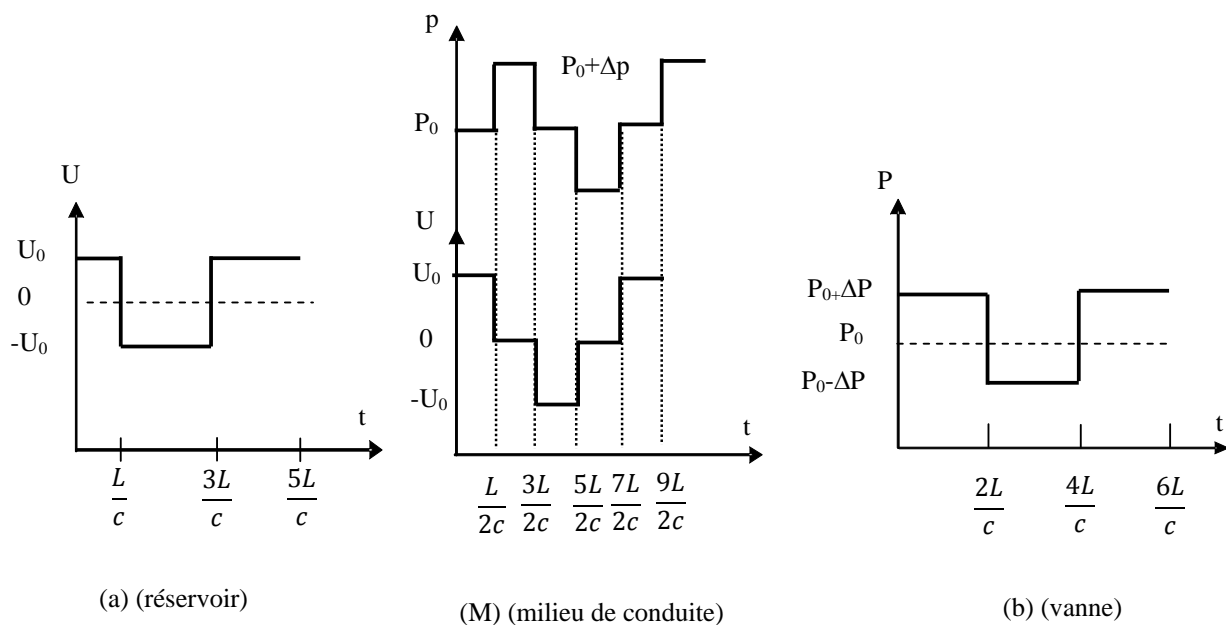 U
U₀
0
-U₀
t
L/c
3L/c
5L/c
(a) (réservoir)
p
P₀+Δp
P₀
U
U₀
0
-U₀
t
L/2c
3L/2c
5L/2c
7L/2c
9L/2c
(M) (milieu de conduite)
P
P₀₊ΔP
P₀
P₀-ΔP
t
2L/c
4L/c
6L/c
(b) (vanne)